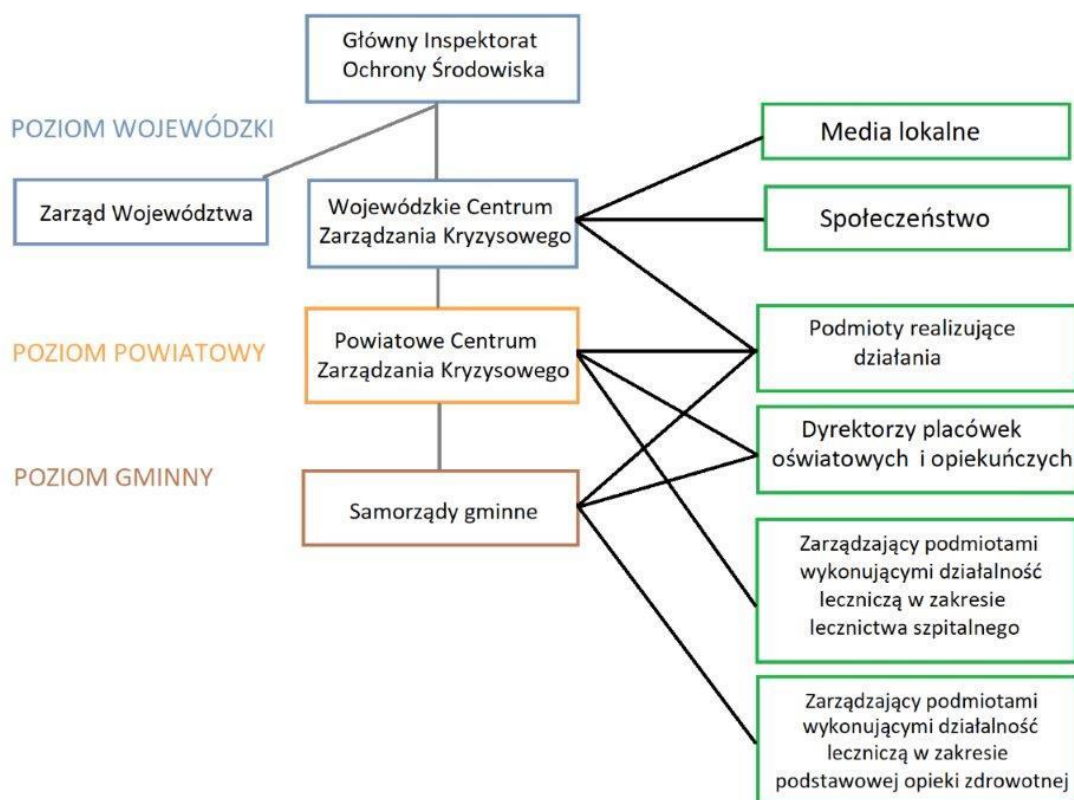 Główny Inspektorat
Ochrony Środowiska
POZIOM WOJEWÓDZKI
Zarząd Województwa
Wojewódzkie Centrum
Zarządzania Kryzysowego
POZIOM POWIATOWY
Powiatowe Centrum
Zarządzania Kryzysowego
POZIOM GMINNY
Samorządy gminne
Media lokalne
Społeczeństwo
Podmioty realizujące
działania
Dyrektorzy placówek
oświatowych i opiekuńczych
Zarządzający podmiotami
wykonującymi działalność
leczniczą w zakresie
lecznictwa szpitalnego
Zarządzający podmiotami
wykonującymi działalność
leczniczą w zakresie
podstawowej opieki zdrowotnej